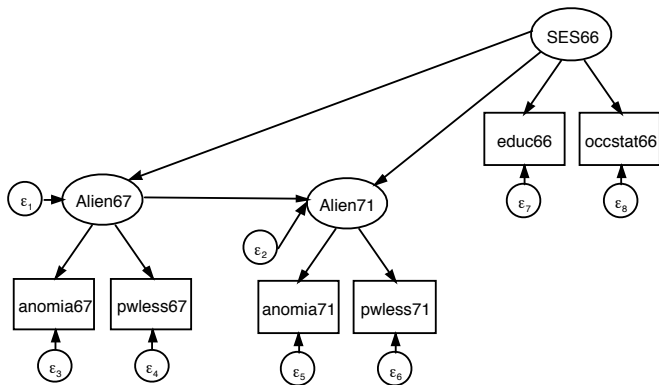 SES66
educ66
occstat66
ε1
Alien67
Alien71
ε7
ε8
ε2
anomia67
pwless67
anomia71
pwless71
ε3
ε4
ε5
ε6